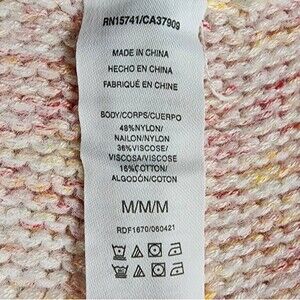 RN15741/CA37909
MADE IN CHINA
HECHO EN CHINA
FABRIQUÉ EN CHINE
BODY/CORPS/CUERPO
48%NYLON/
NAILON/NYLON
36%VISCOSE/
VISCOSA/VISCOSE
16%COTTON/
ALGODÓN/COTON
M/M/M
RDF1670/060421